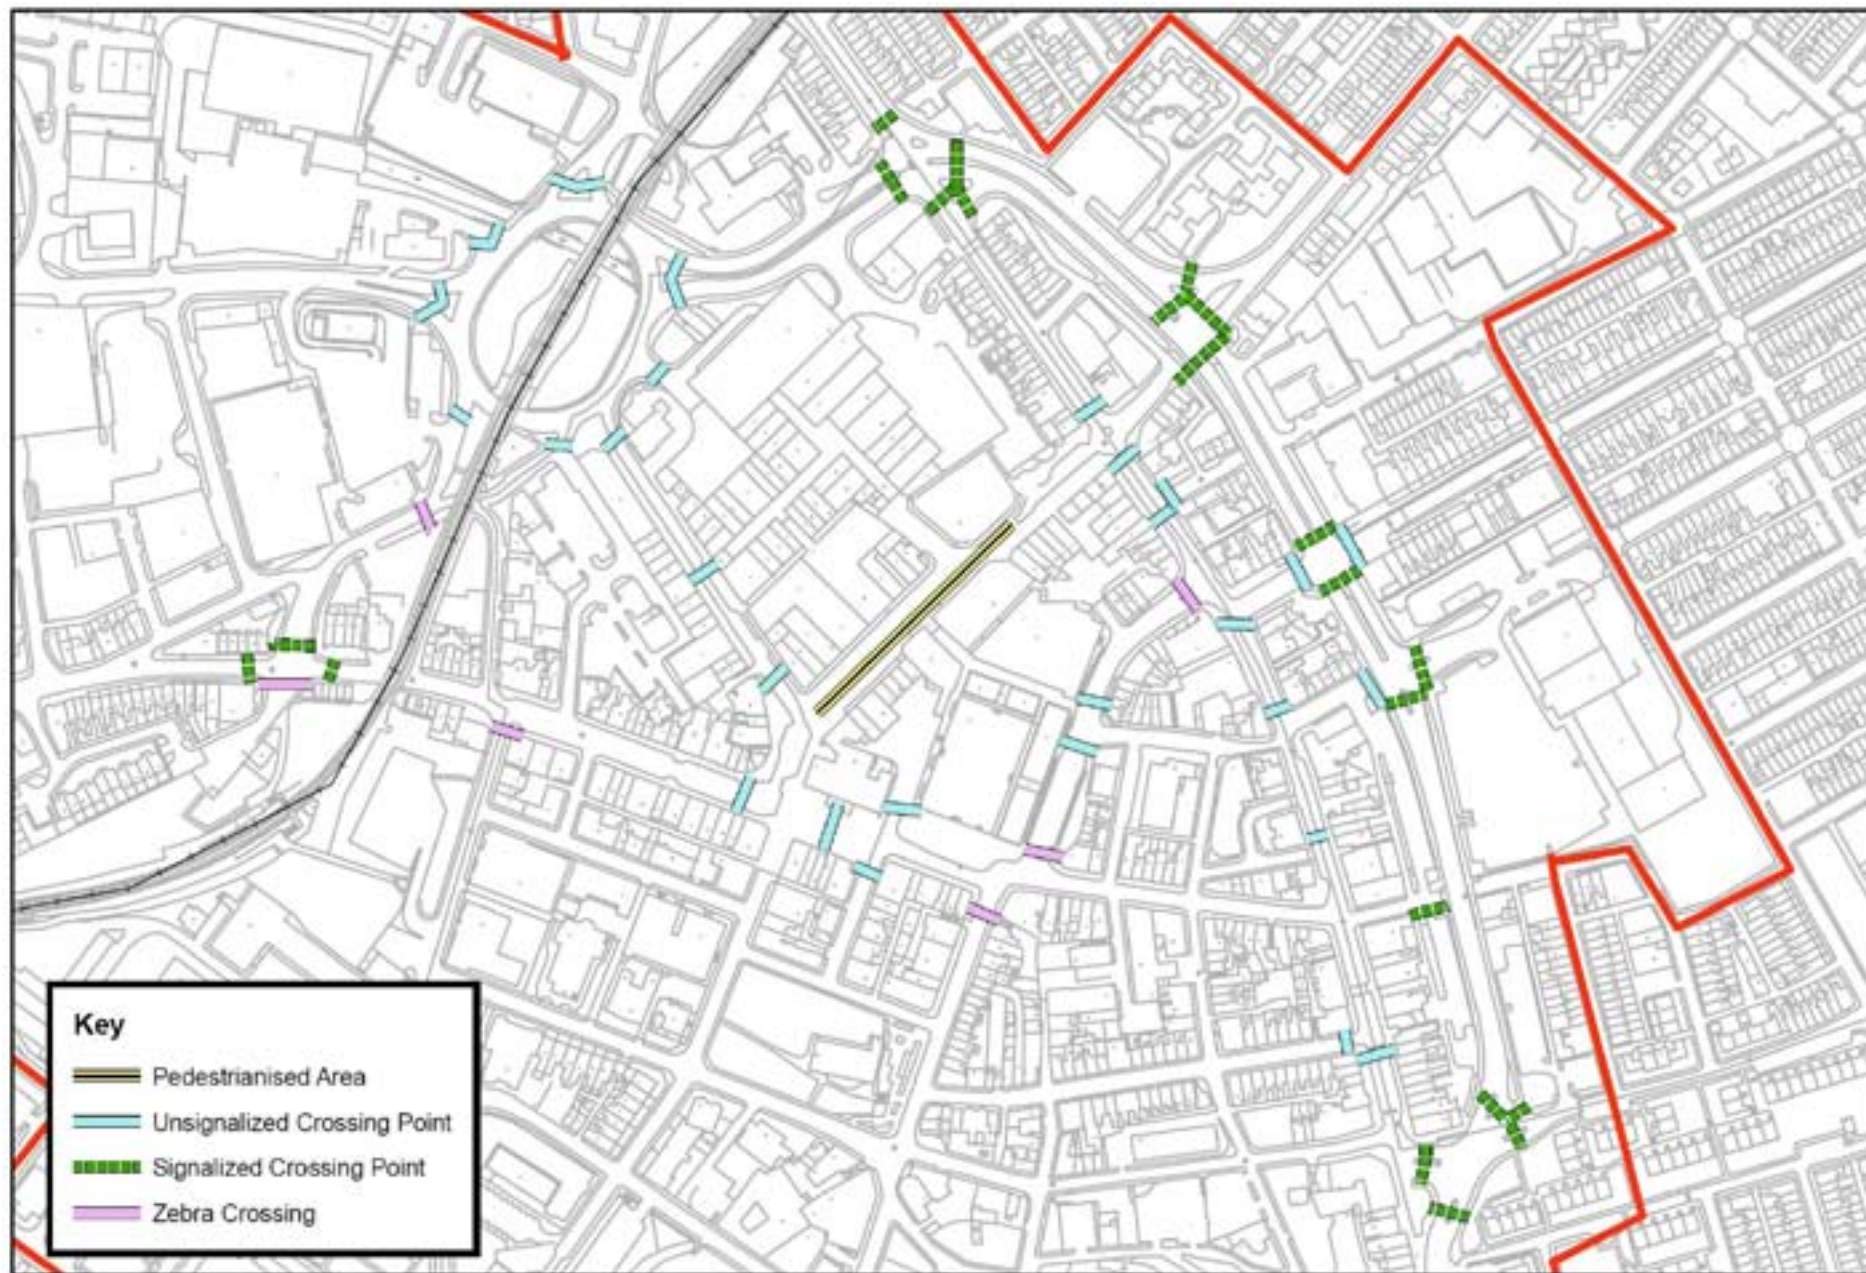 Key
Pedestrianised Area
Unsignalized Crossing Point
Signalized Crossing Point
Zebra Crossing